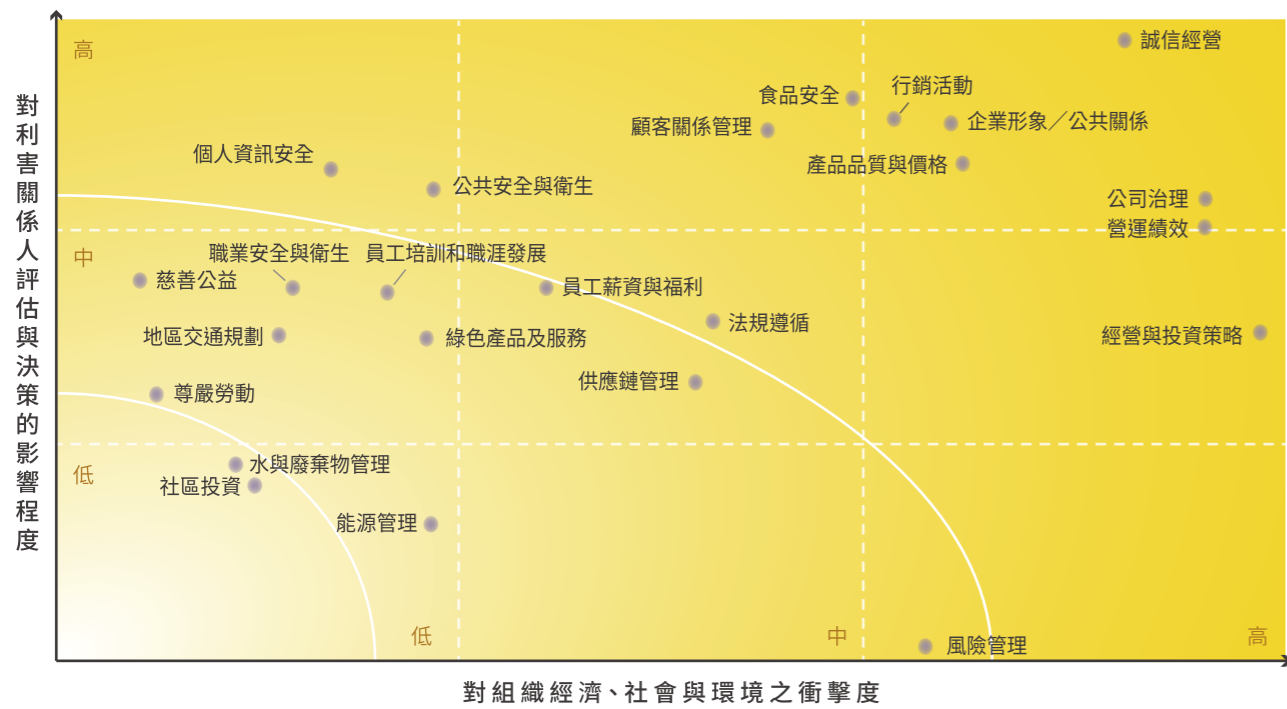 對利害關係人評估與決策的影響程度
高
誠信經營
食品安全
行銷活動
顧客關係管理
企業形象／公共關係
個人資訊安全
產品品質與價格
公共安全與衛生
公司治理
營運績效
中
職業安全與衛生
員工培訓和職涯發展
慈善公益
員工薪資與福利
法規遵循
地區交通規劃
綠色產品及服務
經營與投資策略
供應鏈管理
尊嚴勞動
低
水與廢棄物管理
社區投資
能源管理
低
中
高
風險管理
對組織經濟、社會與環境之衝擊度